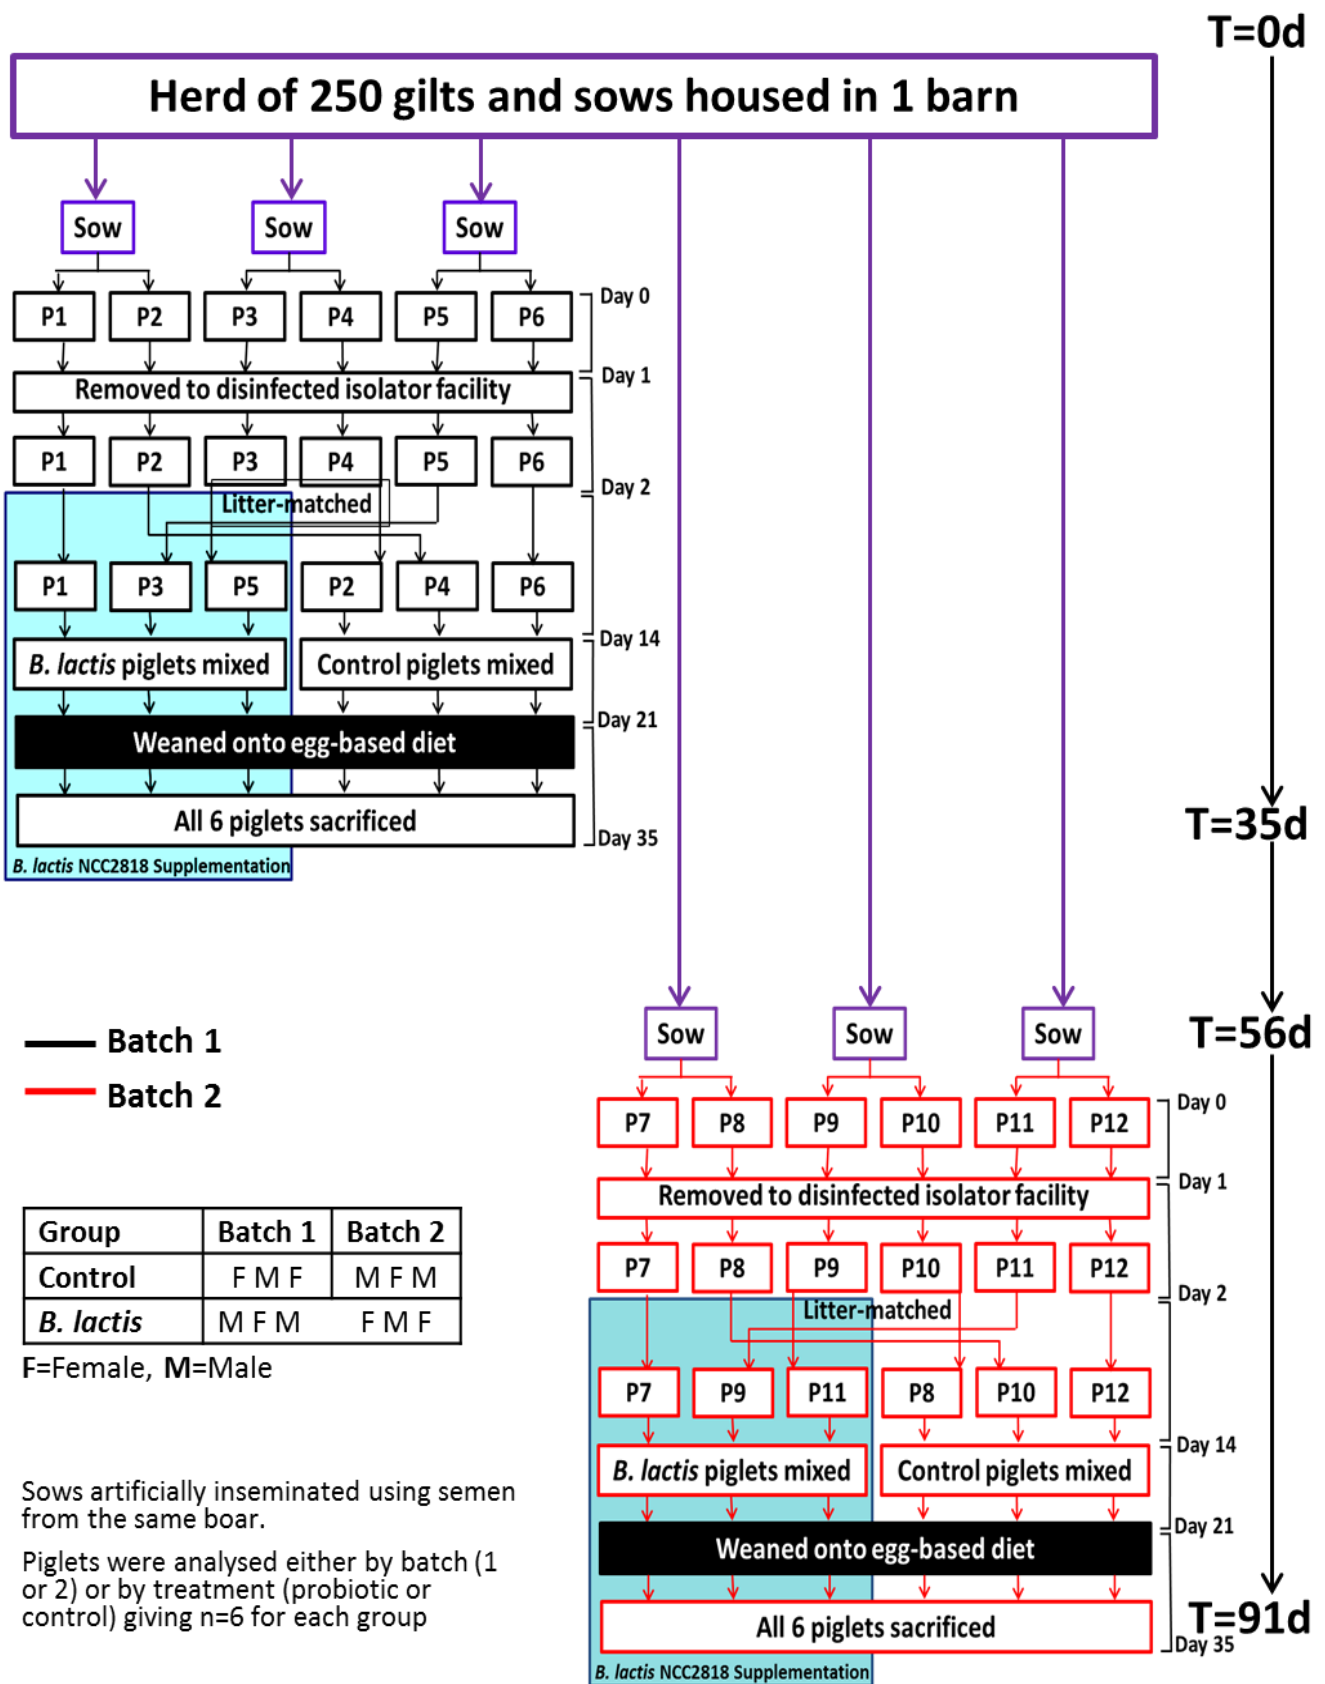 T=0d
Herd of 250 gilts and sows housed in 1 barn
Sow Sow Sow
Day 0
P1 P2 P3 P4 P5 P6
Day 1
Removed to disinfected isolator facility
P1 P2 P3 P4 P5 P6
Day 2
Litter-matched
P1 P3 P5 P2 P4 P6
Day 14
B. lactis piglets mixed Control piglets mixed
Day 21
Weaned onto egg-based diet
All 6 piglets sacrificed
Day 35
B. lactis NCC2818 Supplementation
T=35d
T=56d
Sow Sow Sow
Batch 1
Batch 2
Day 0
P7 P8 P9 P10 P11 P12
Day 1
Removed to disinfected isolator facility
P7 P8 P9 P10 P11 P12
Day 2
Litter-matched
P7 P9 P11 P8 P10 P12
Day 14
B. lactis piglets mixed Control piglets mixed
Day 21
Weaned onto egg-based diet
All 6 piglets sacrificed
T=91d
Day 35
B. lactis NCC2818 Supplementation
Group Batch 1 Batch 2
Control F M F M F M
B. lactis M F M F M F
F=Female, M=Male
Sows artificially inseminated using semen
from the same boar.
Piglets were analysed either by batch (1
or 2) or by treatment (probiotic or
control) giving n=6 for each group